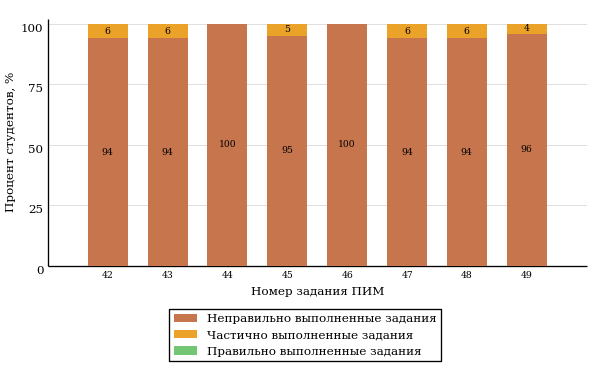 100
75
50
25
0
Процент студентов, %
6 6 5 6 6 4
94 94 100 95 100 94 94 96
42 43 44 45 46 47 48 49
Номер задания ПИМ
Неправильно выполненные задания
Частично выполненные задания
Правильно выполненные задания